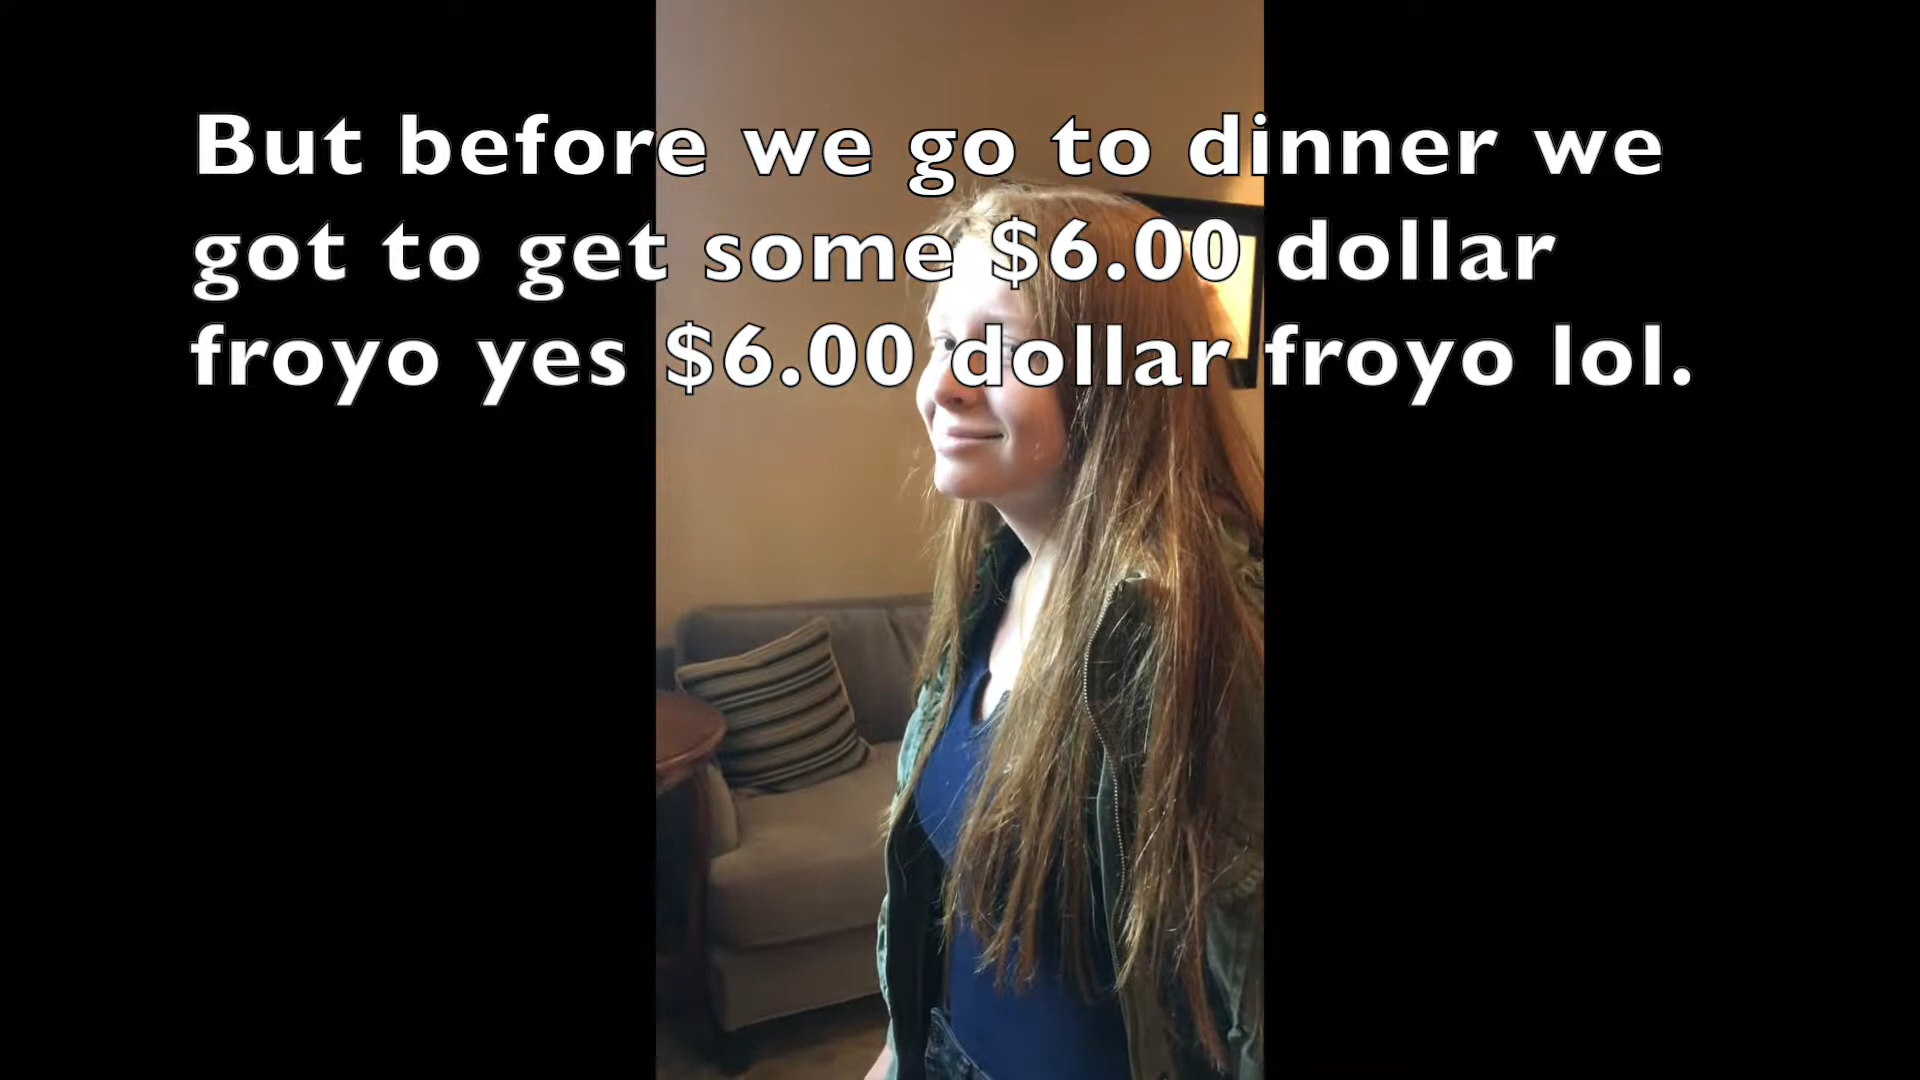 But before we go to dinner we
got to get some $6.00 dollar
froyo yes $6.00 dollar froyo lol.